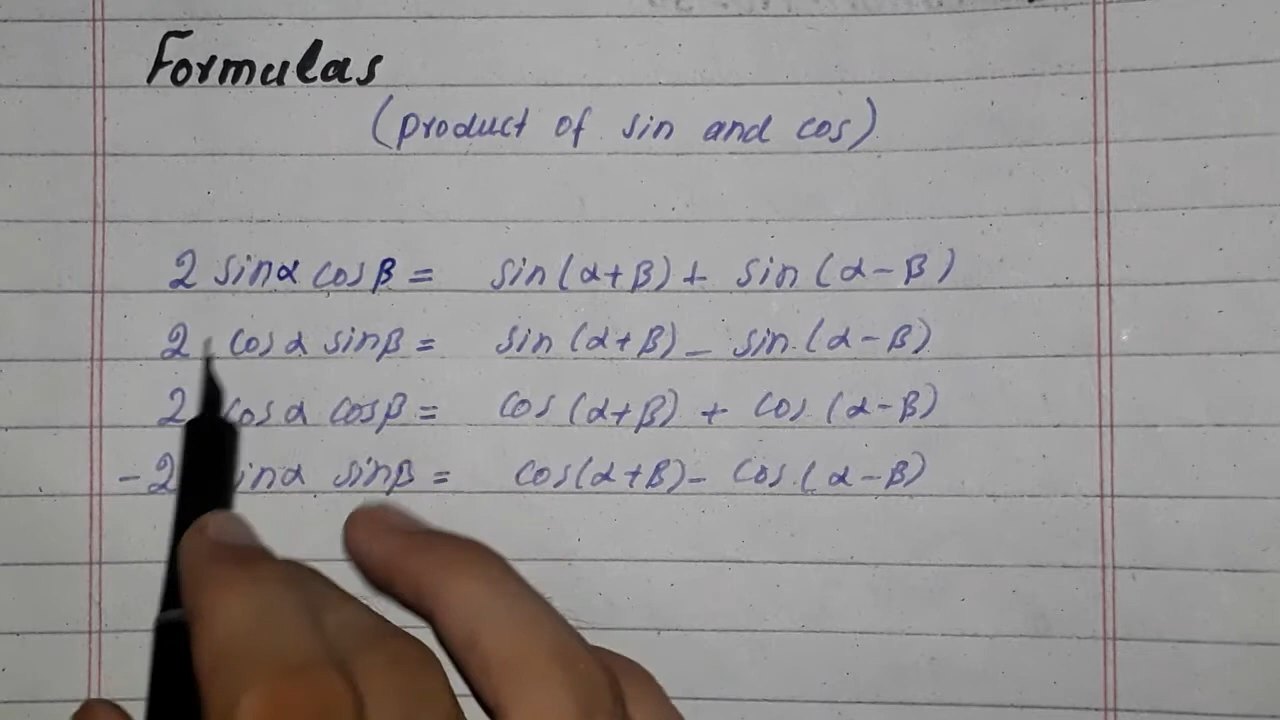 Formulas
(product of sin and cos)
2 sinα cosβ = sin(α+β) + sin(α-β)
2 cosα sinβ = sin(α+β) - sin(α-β)
2 cosα cosβ = cos(α+β) + cos(α-β)
-2 sinβ = cos(α+β) - cos(α-β)